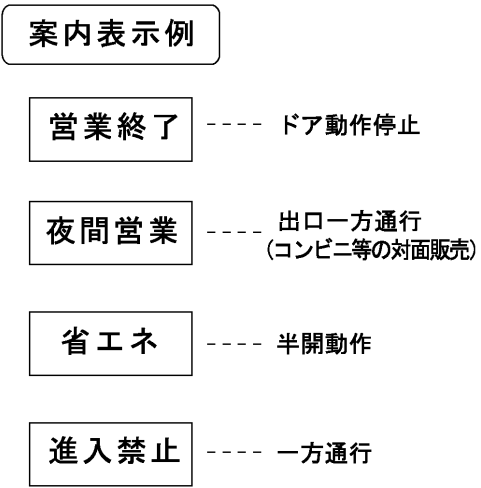 案内表示例
営業終了 ---- ドア動作停止
夜間営業 ---- 出口一方通行
(コンビニ等の対面販売)
省エネ ---- 半開動作
進入禁止 ---- 一方通行